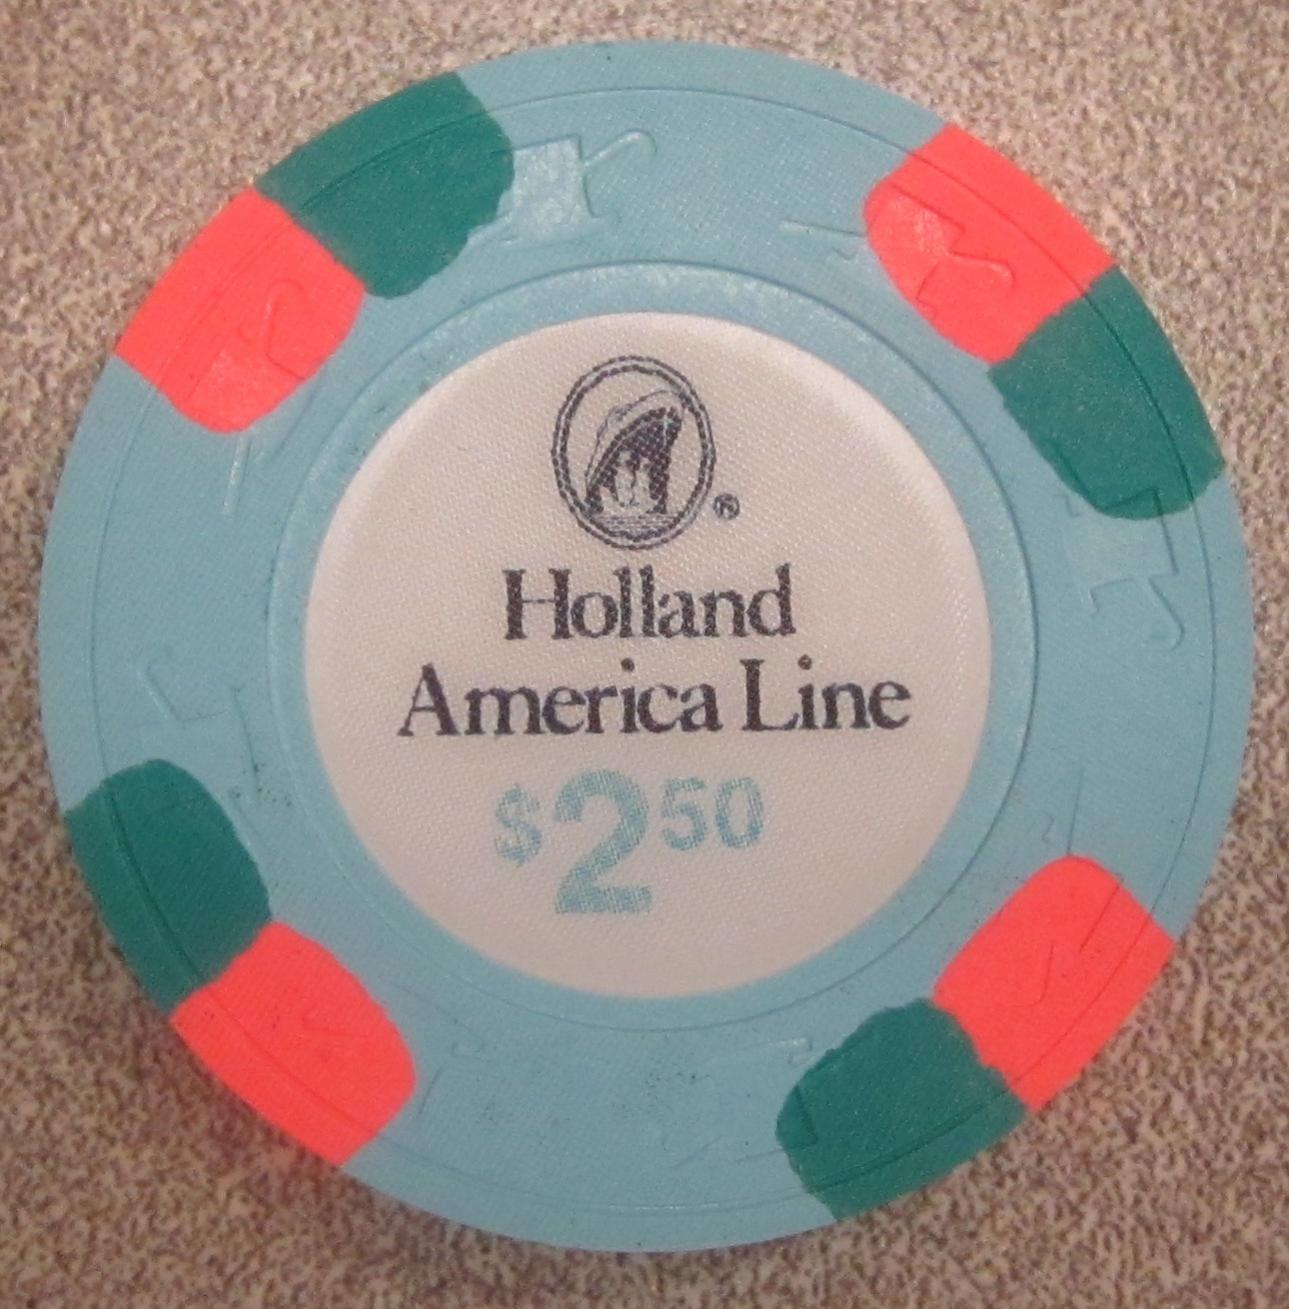 ®
Holland
America Line
$2 50